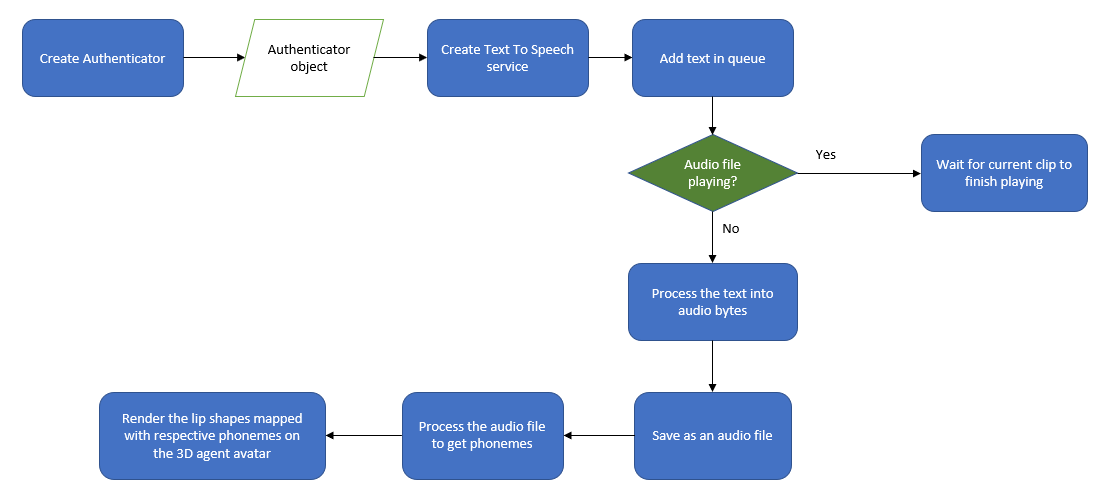 Create Authenticator
Authenticator
object
Create Text To Speech
service
Add text in queue
Audio file
playing?
Yes
Wait for current clip to
finish playing
No
Process the text into
audio bytes
Save as an audio file
Process the audio file
to get phonemes
Render the lip shapes mapped
with respective phonemes on
the 3D agent avatar